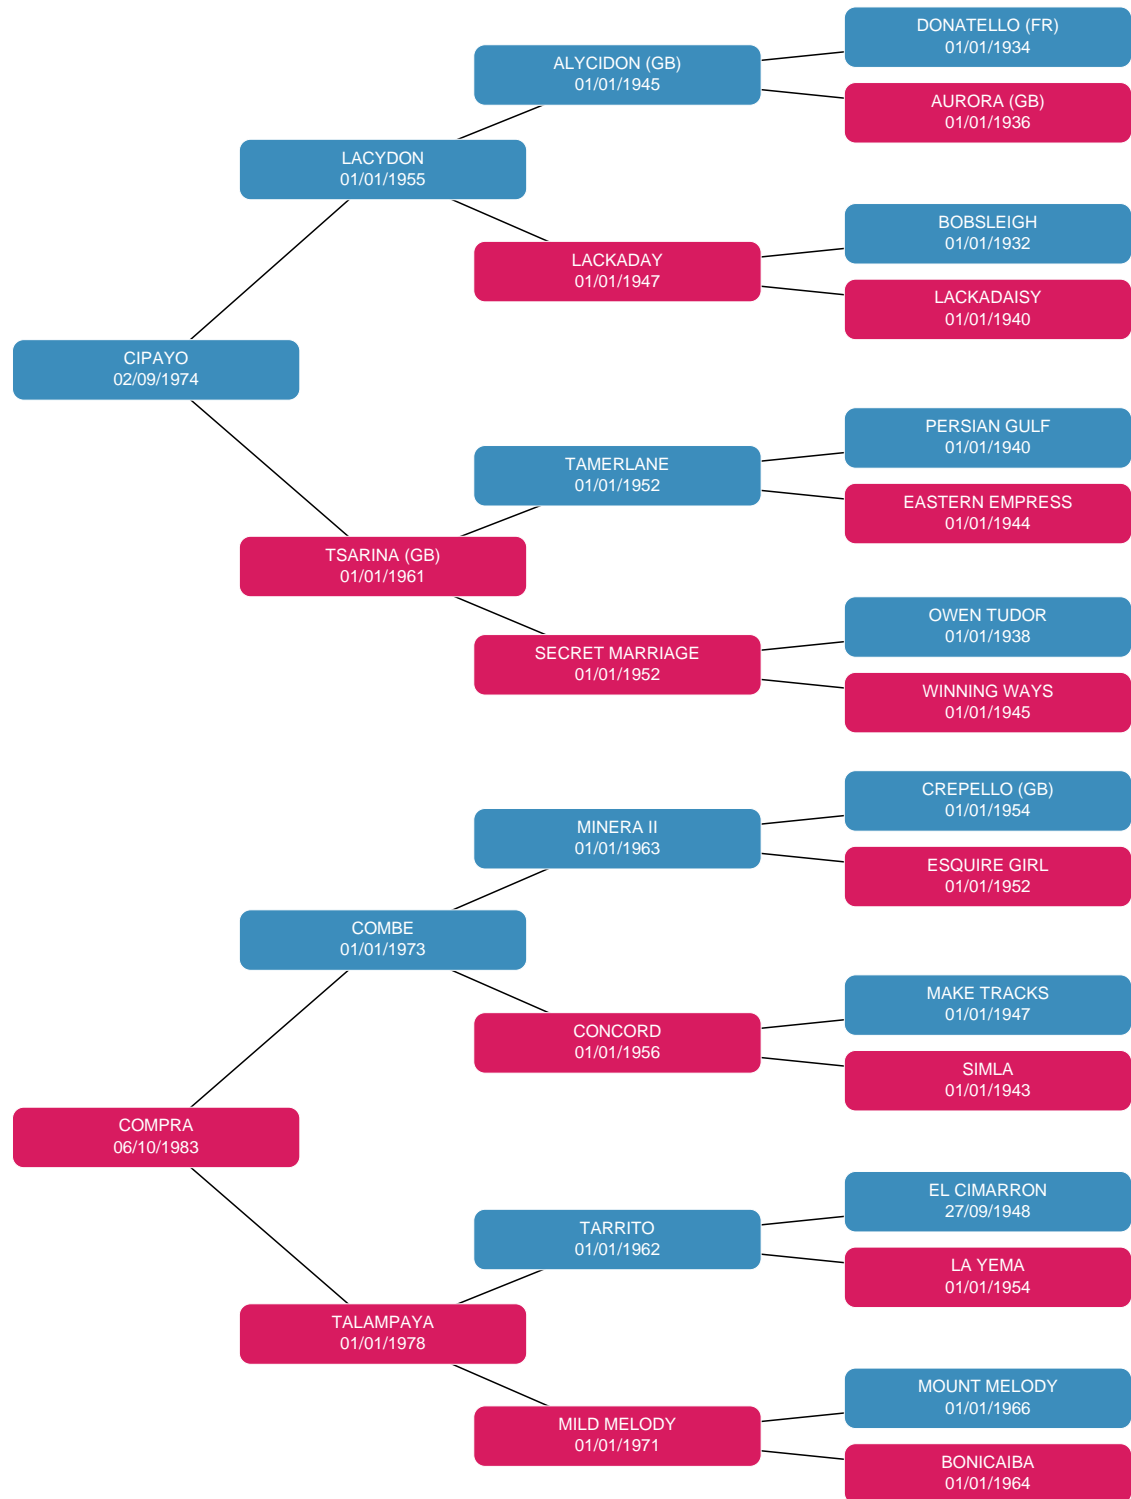 DONATELLO (FR)
01/01/1934
ALYCIDON (GB)
01/01/1945
AURORA (GB)
01/01/1936
LACYDON
01/01/1955
BOBSLEIGH
01/01/1932
LACKADAY
01/01/1947
LACKADAISY
01/01/1940
CIPAYO
02/09/1974
PERSIAN GULF
01/01/1940
TAMERLANE
01/01/1952
EASTERN EMPRESS
01/01/1944
TSARINA (GB)
01/01/1961
OWEN TUDOR
01/01/1938
SECRET MARRIAGE
01/01/1952
WINNING WAYS
01/01/1945
CREPELLO (GB)
01/01/1954
MINERA II
01/01/1963
ESQUIRE GIRL
01/01/1952
COMBE
01/01/1973
MAKE TRACKS
01/01/1947
CONCORD
01/01/1956
SIMLA
01/01/1943
COMPRA
06/10/1983
EL CIMARRON
27/09/1948
TARRITO
01/01/1962
LA YEMA
01/01/1954
TALAMPAYA
01/01/1978
MOUNT MELODY
01/01/1966
MILD MELODY
01/01/1971
BONICAIBA
01/01/1964